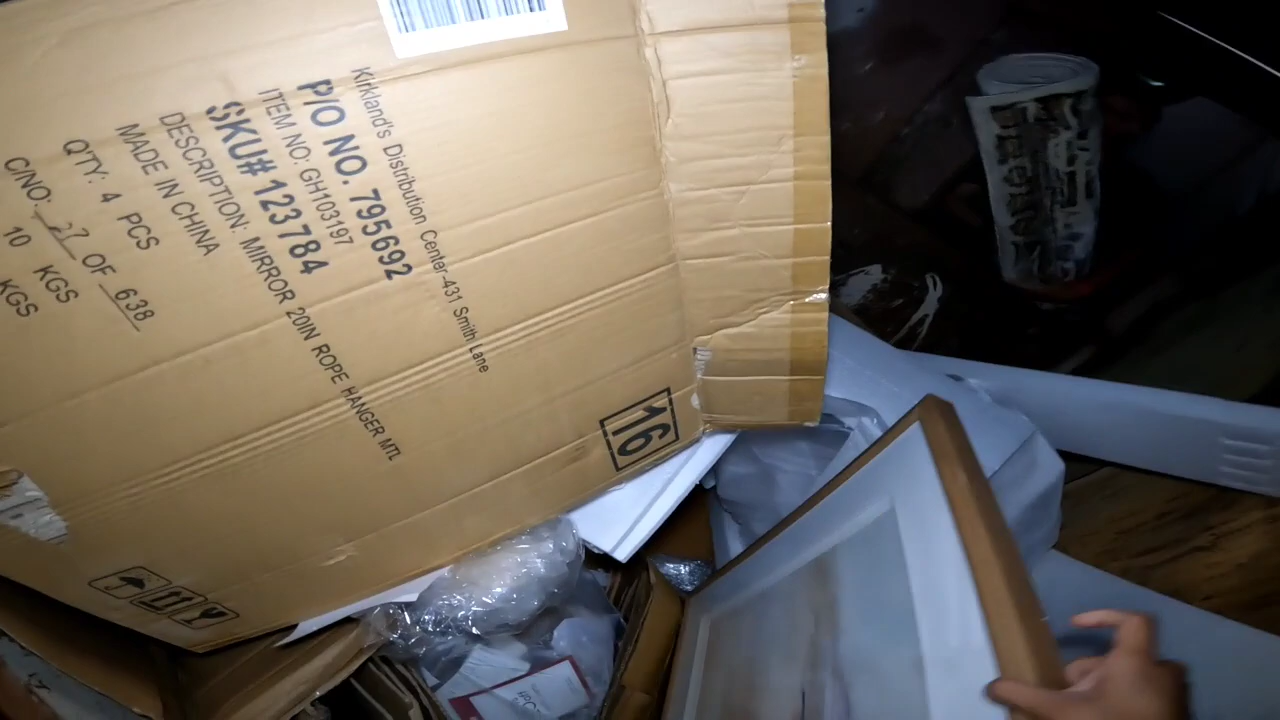 Kirkland's Distribution Center-431 Smith Lane
P/O NO. 795692
ITEM NO: GH103197
SKU# 123784
DESCRIPTION: MIRROR 20IN ROPE HANGER MTL
MADE IN CHINA
QTY: 4 PCS
C/NO: 27 OF 638
10 KGS
KGS
16